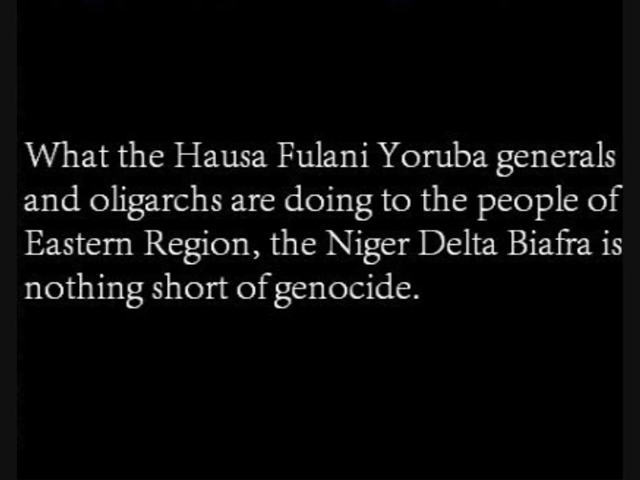 What the Hausa Fulani Yoruba generals
and oligarchs are doing to the people of
Eastern Region, the Niger Delta Biafra is
nothing short of genocide.